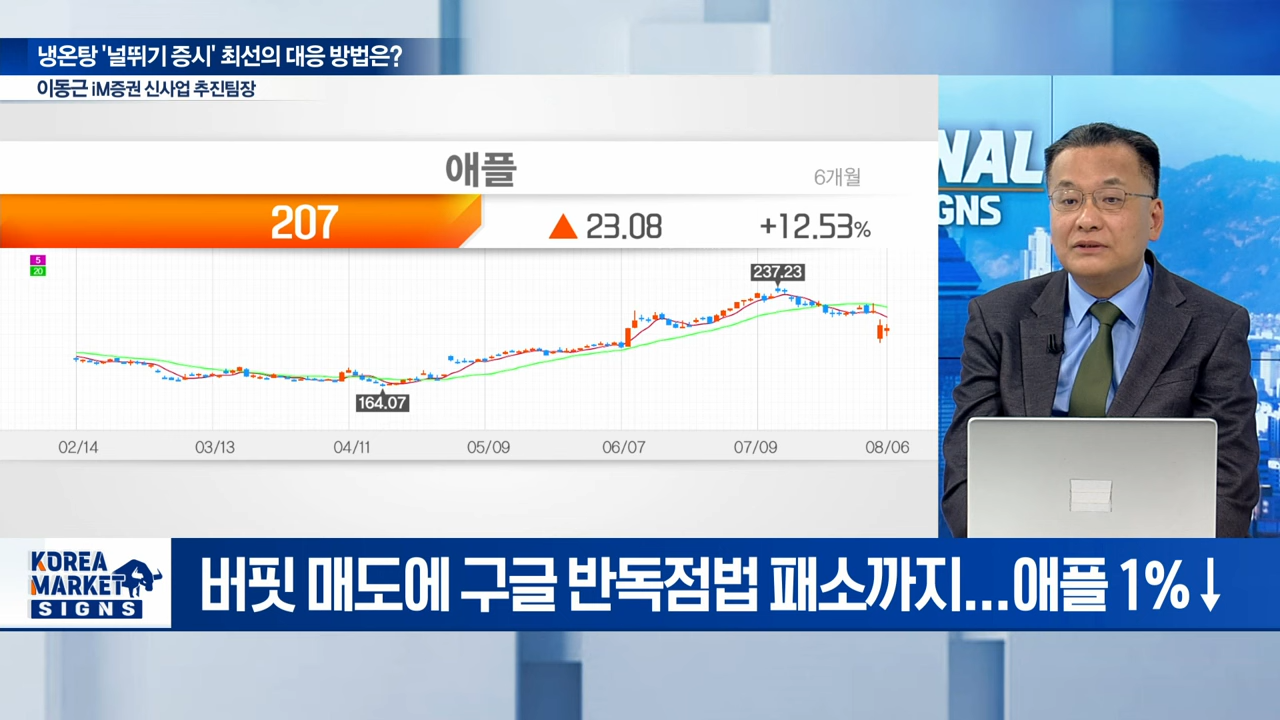 냉온탕 '널뛰기 증시' 최선의 대응 방법은?
이동근 iM증권 신사업 추진팀장
애플
6개월
207 ▲ 23.08 +12.53%
5
20
237.23
164.07
02/14 03/13 04/11 05/09 06/07 07/09 08/06
NAL
GNS
KOREA
MARKET
SIGNS
버핏 매도에 구글 반독점법 패소까지...애플 1%↓